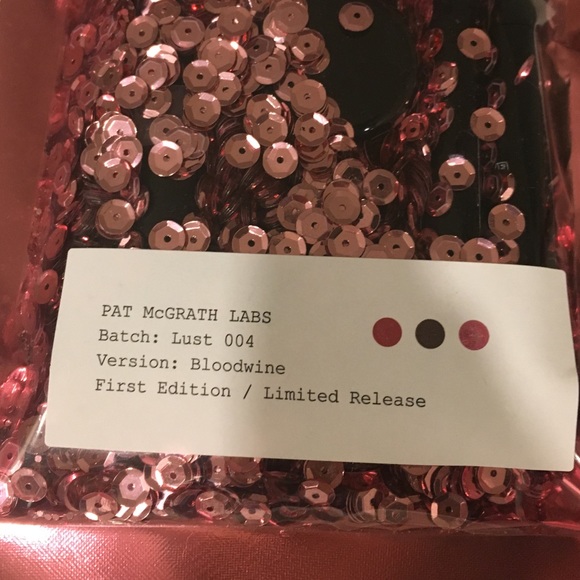 PAT McGRATH LABS
Batch: Lust 004
Version: Bloodwine
First Edition / Limited Release